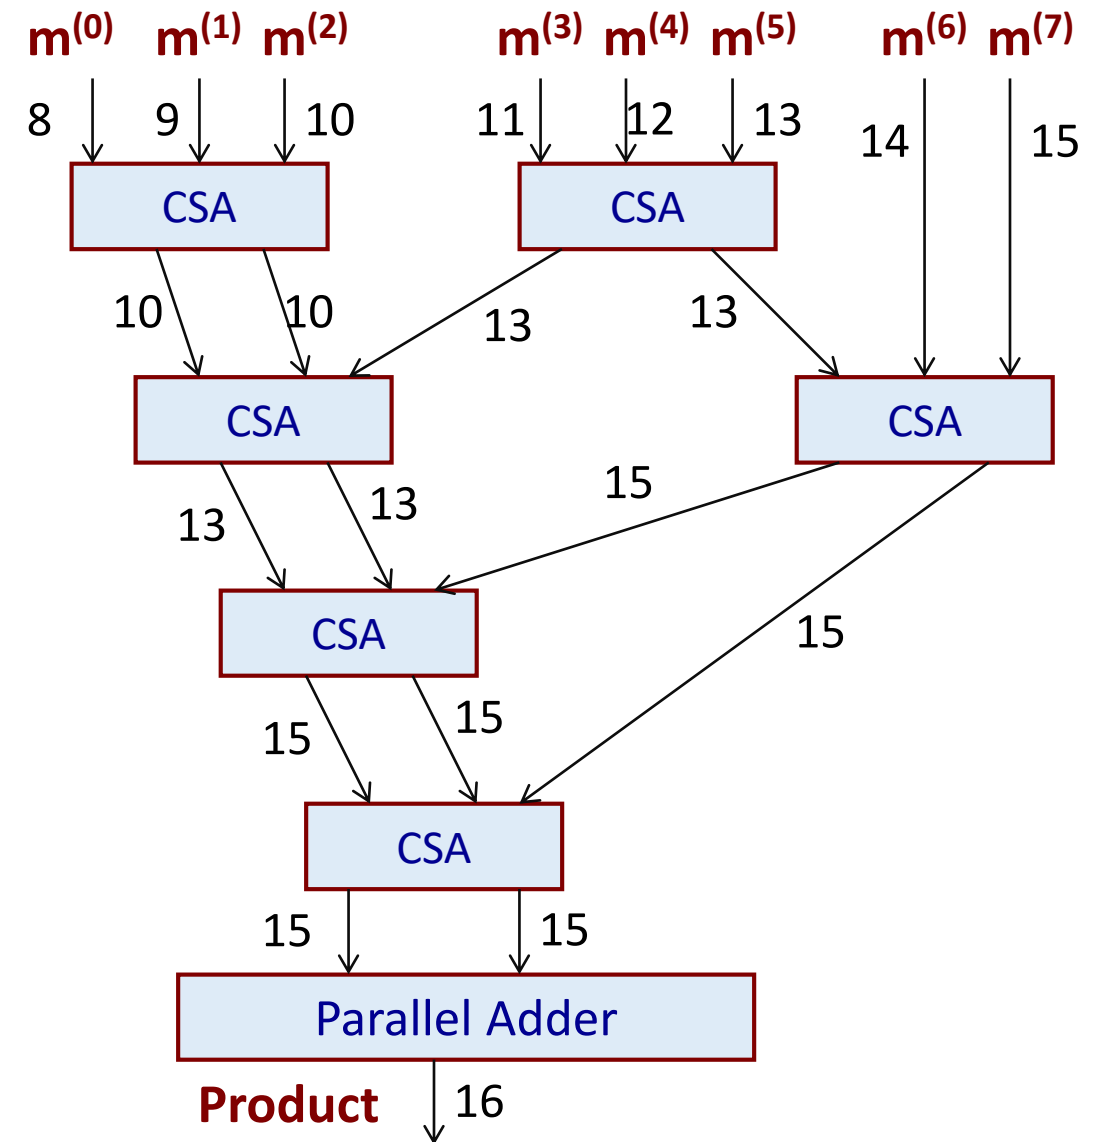 m(0) m(1) m(2) m(3) m(4) m(5) m(6) m(7)
8 9 10 11 12 13 14 15
CSA CSA
10 10 13 13
CSA CSA
13 13 15
CSA
15 15 15
CSA
15 15
Parallel Adder
Product 16